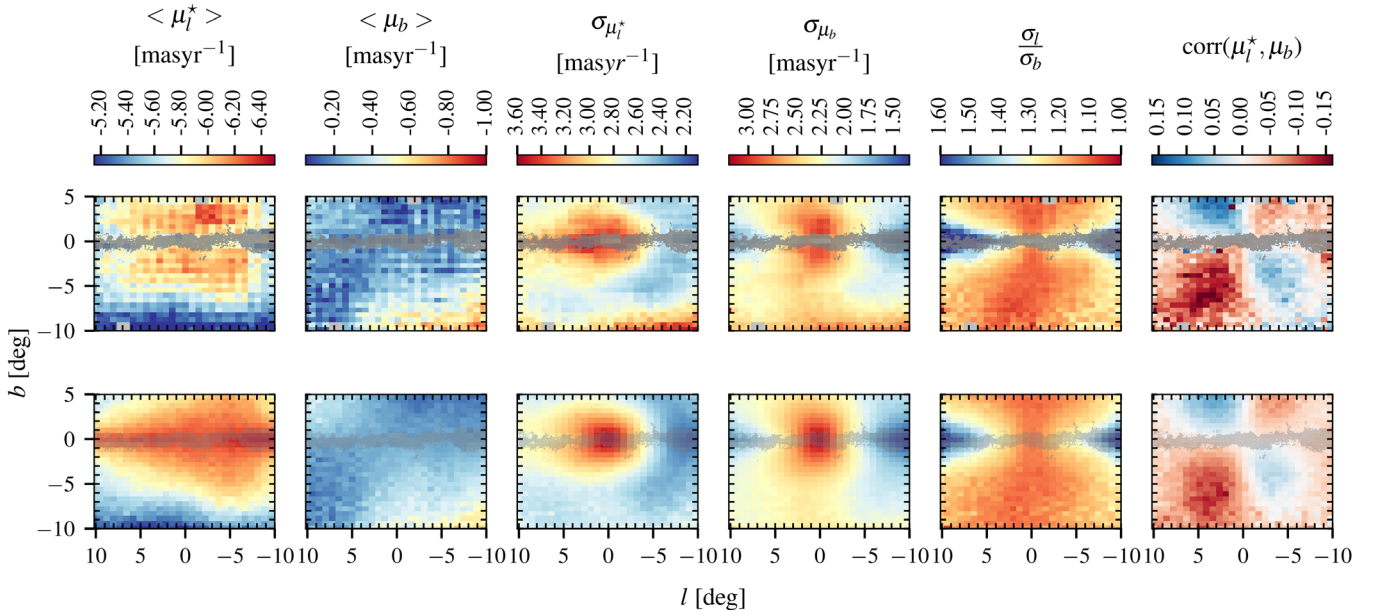 < μ_l^⋆ > < μ_b > σ_{μ_l^⋆} σ_{μ_b} σ_l/σ_b corr(μ_l^⋆, μ_b)
[masyr⁻¹] [masyr⁻¹] [masyr⁻¹] [masyr⁻¹]
-5.20 -5.40 -5.60 -5.80 -6.00 -6.20 -6.40
-0.20 -0.40 -0.60 -0.80 -1.00
3.60 3.40 3.20 3.00 2.80 2.60 2.40 2.20
3.00 2.75 2.50 2.25 2.00 1.75 1.50
1.60 1.50 1.40 1.30 1.20 1.10 1.00
0.15 0.10 0.05 0.00 -0.05 -0.10 -0.15
5
0
−5
−10
b [deg]
5
0
−5
−10
10 5 0 −5 −10 10 5 0 −5 −10 10 5 0 −5 −10 10 5 0 −5 −10 10 5 0 −5 −10 10 5 0 −5 −10
l [deg]